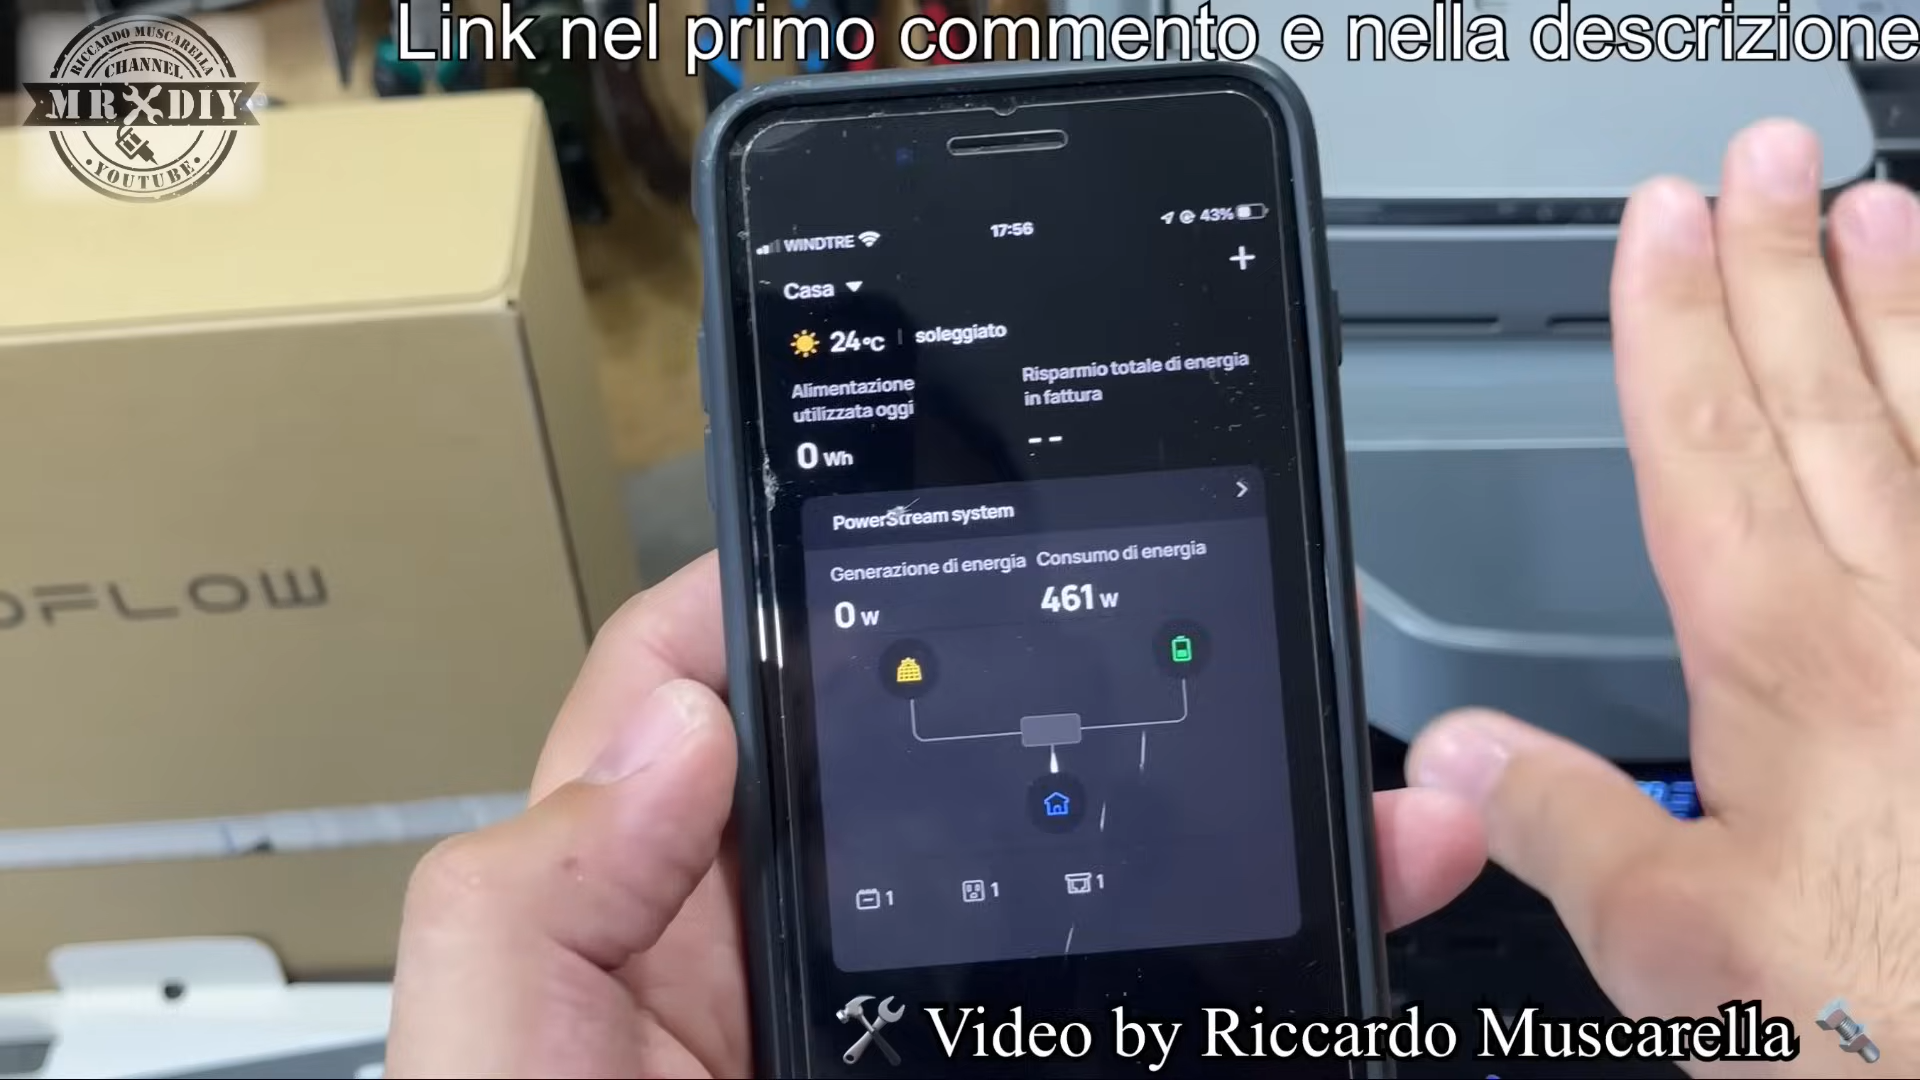 Link nel primo commento e nella descrizione
RICCARDO MUSCARELLA
CHANNEL
MR DIY
YOUTUBE
WINDTRE
17:56
43%
Casa
24°C
soleggiato
Alimentazione
utilizzata oggi
0 Wh
Risparmio totale di energia
in fattura
--
PowerStream system
Generazione di energia
0 W
Consumo di energia
461 W
1
1
1
OFLOW
Video by Riccardo Muscarella